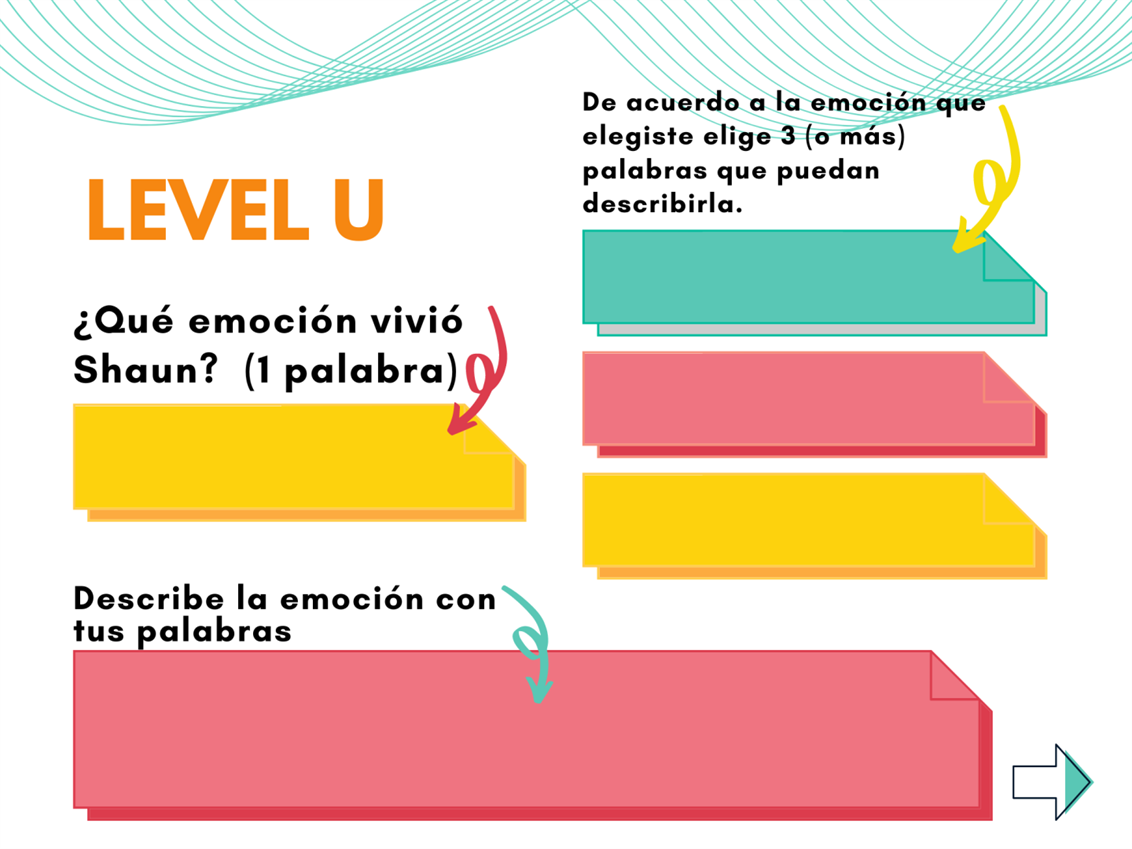 LEVEL U
¿Qué emoción vivió
Shaun? (1 palabra)
De acuerdo a la emoción que
elegiste elige 3 (o más)
palabras que puedan
describirla.
Describe la emoción con
tus palabras